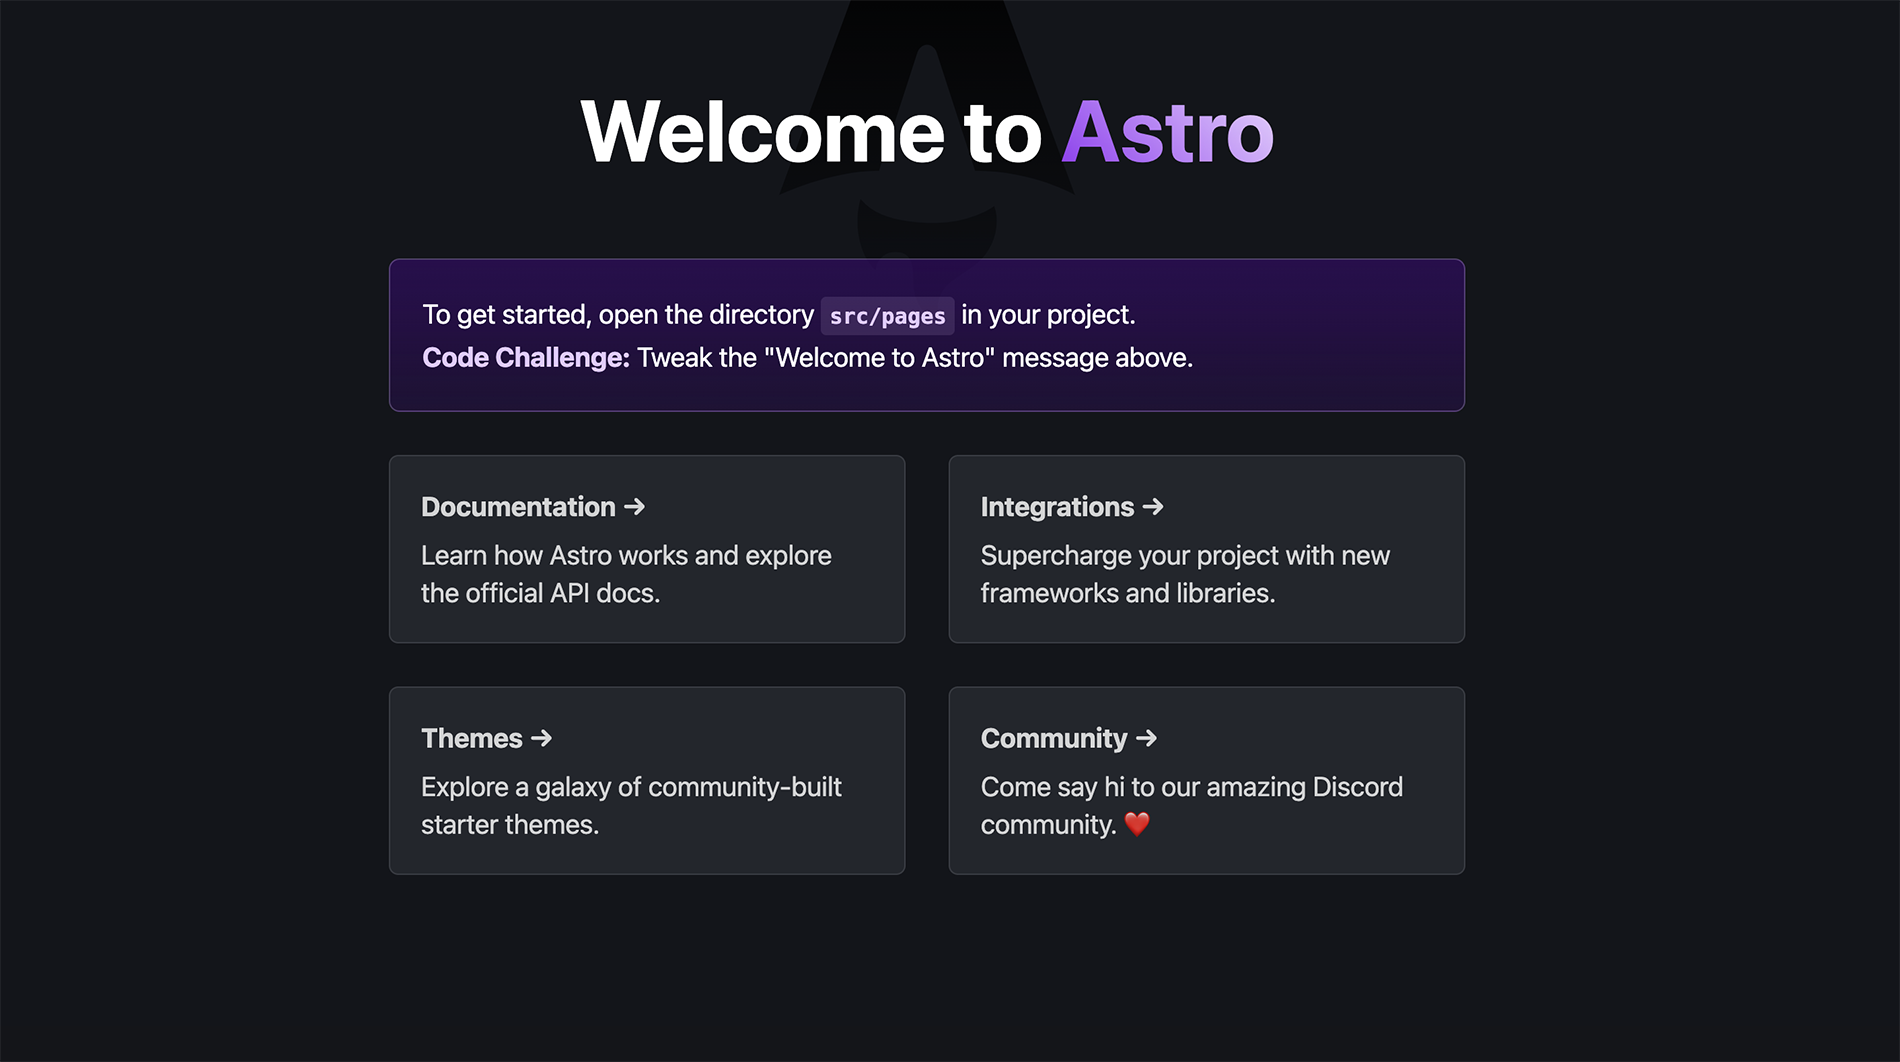 Welcome to Astro
To get started, open the directory src/pages in your project.
Code Challenge: Tweak the "Welcome to Astro" message above.
Documentation →
Learn how Astro works and explore
the official API docs.
Integrations →
Supercharge your project with new
frameworks and libraries.
Themes →
Explore a galaxy of community-built
starter themes.
Community →
Come say hi to our amazing Discord
community. ❤️